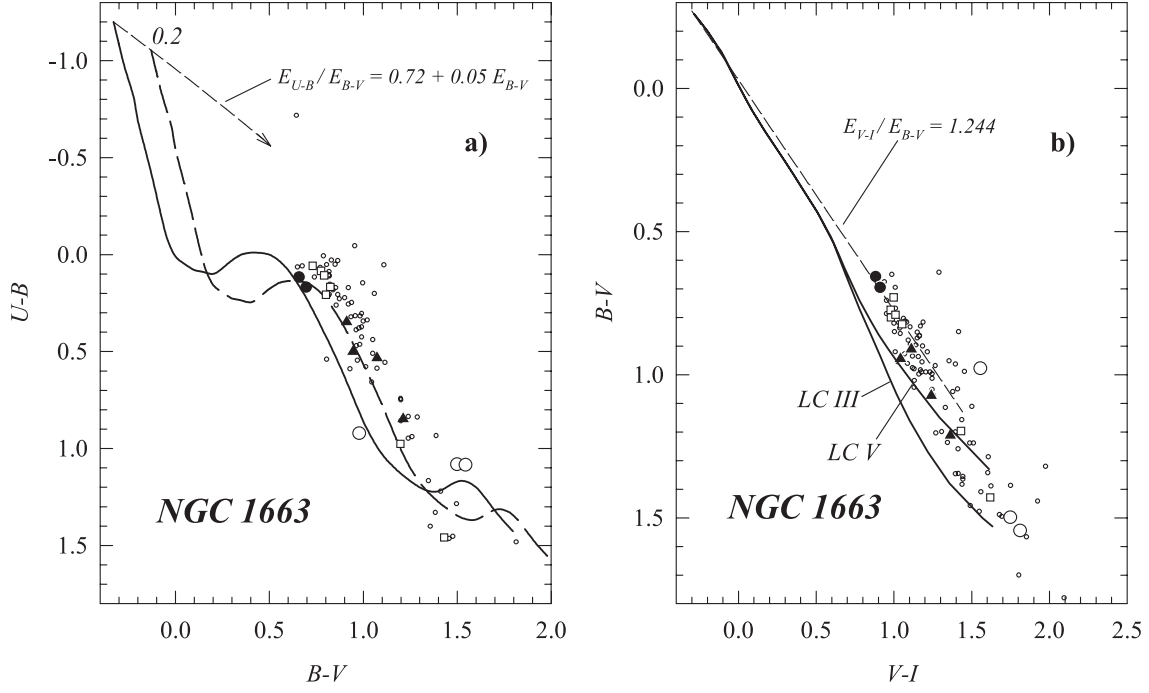 -1.0
-0.5
0.0
0.5
1.0
1.5
U-B
0.0
0.5
1.0
1.5
2.0
B-V
0.2
E_{U-B} / E_{B-V} = 0.72 + 0.05 E_{B-V}
a)
NGC 1663
0.0
0.5
1.0
1.5
B-V
0.0
0.5
1.0
1.5
2.0
2.5
V-I
E_{V-I} / E_{B-V} = 1.244
b)
LC III
LC V
NGC 1663